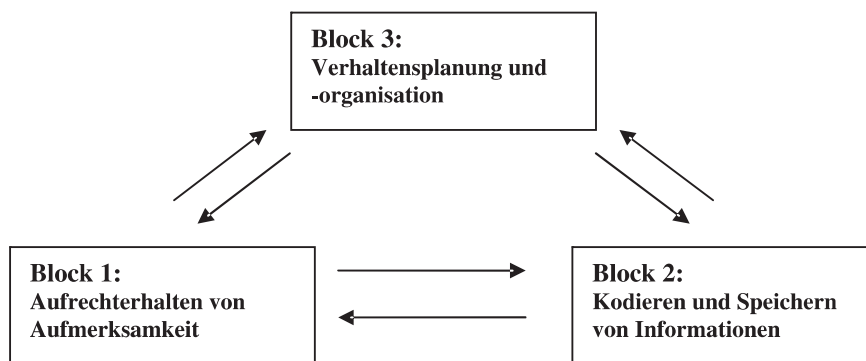 Block 3:
Verhaltensplanung und
-organisation
Block 1:
Aufrechterhalten von
Aufmerksamkeit
Block 2:
Kodieren und Speichern
von Informationen